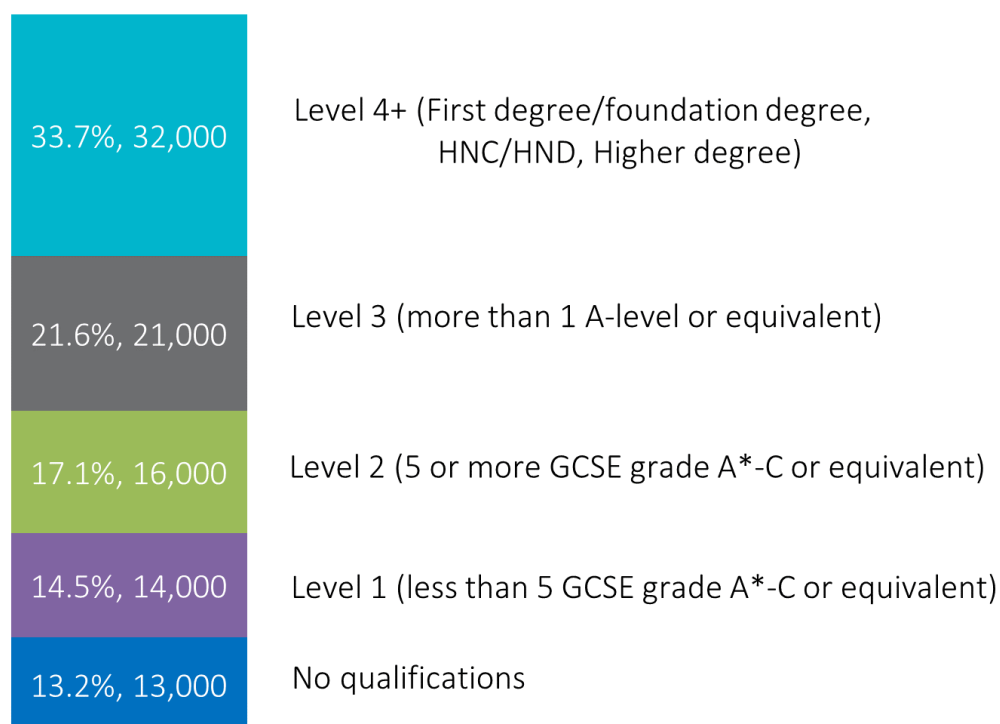 33.7%, 32,000
Level 4+ (First degree/foundation degree,
HNC/HND, Higher degree)
21.6%, 21,000
Level 3 (more than 1 A-level or equivalent)
17.1%, 16,000
Level 2 (5 or more GCSE grade A*-C or equivalent)
14.5%, 14,000
Level 1 (less than 5 GCSE grade A*-C or equivalent)
13.2%, 13,000
No qualifications